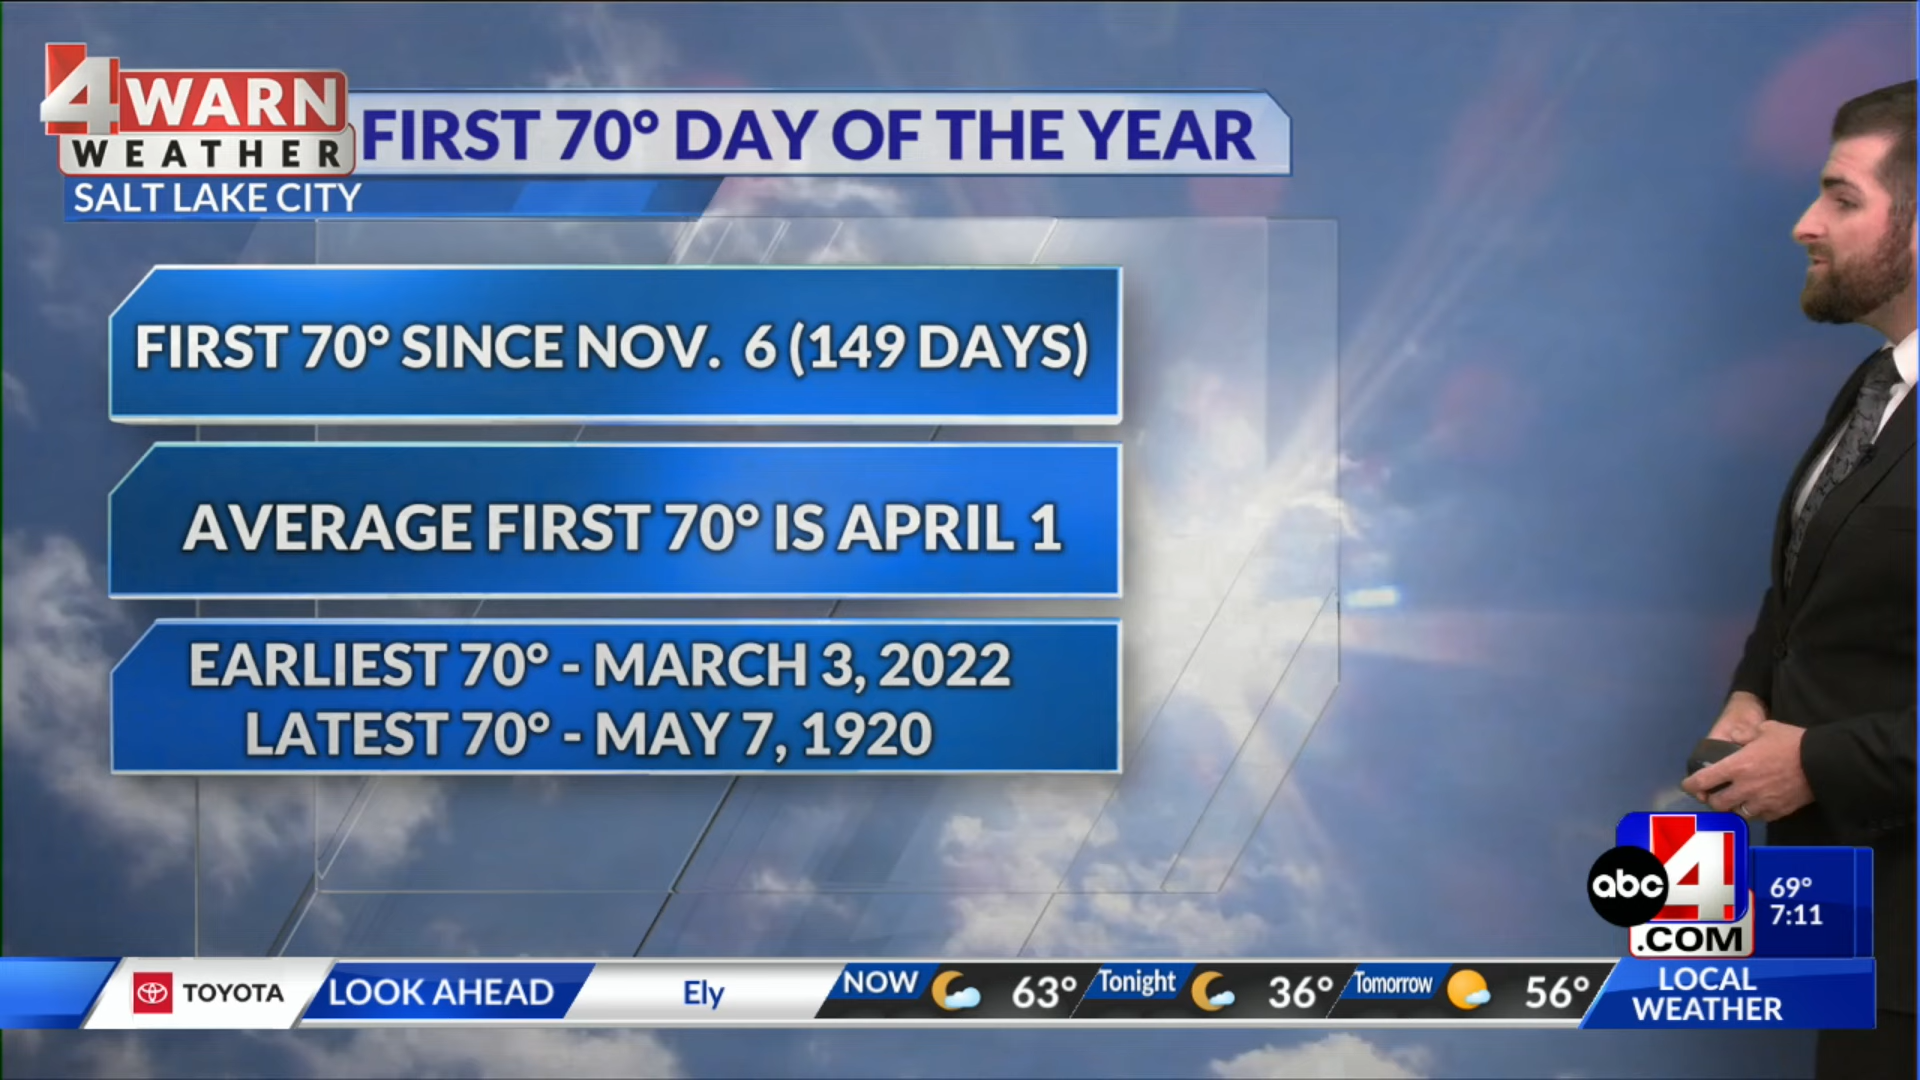 4 WARN
WEATHER
FIRST 70° DAY OF THE YEAR
SALT LAKE CITY
FIRST 70° SINCE NOV. 6 (149 DAYS)
AVERAGE FIRST 70° IS APRIL 1
EARLIEST 70° - MARCH 3, 2022
LATEST 70° - MAY 7, 1920
abc 4
.COM
69°
7:11
TOYOTA
LOOK AHEAD
Ely
NOW 63°
Tonight 36°
Tomorrow 56°
LOCAL
WEATHER